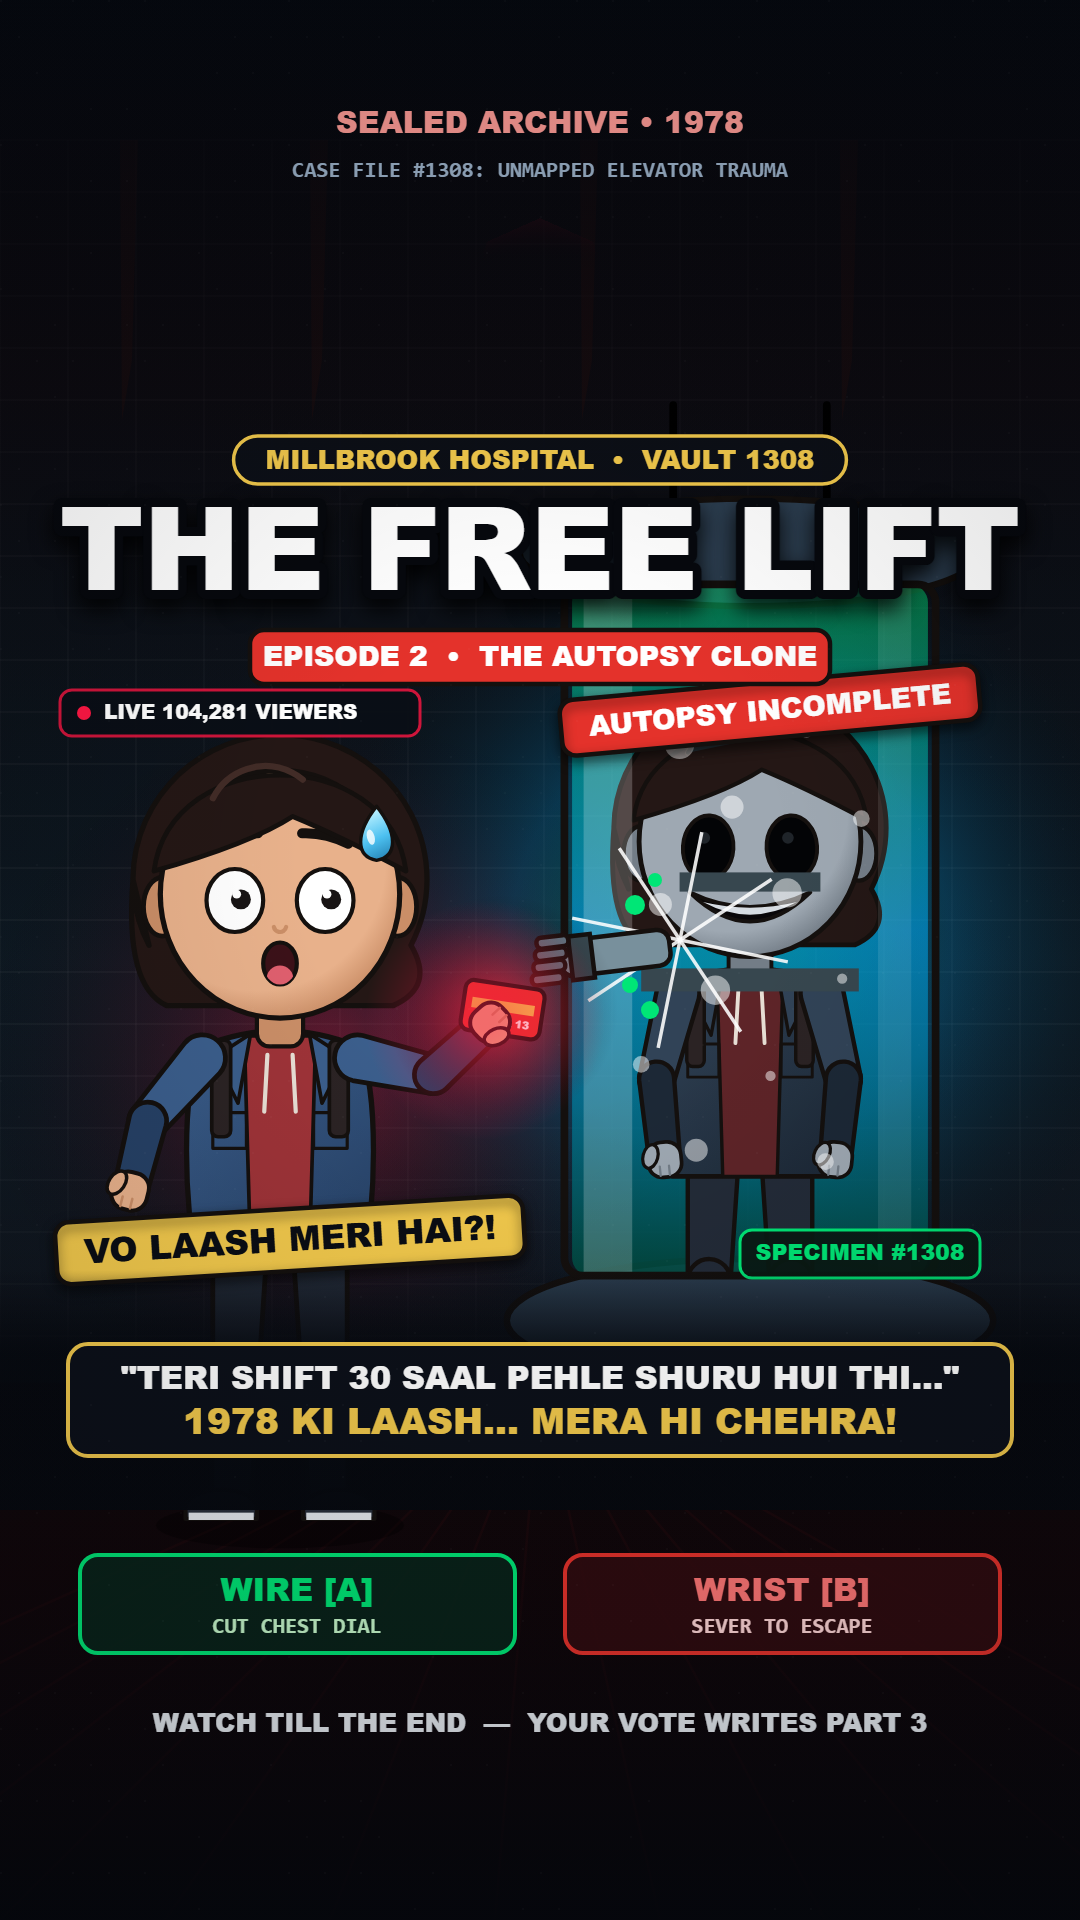 SEALED ARCHIVE • 1978
CASE FILE #1308: UNMAPPED ELEVATOR TRAUMA
MILLBROOK HOSPITAL • VAULT 1308
THE FREE LIFT
EPISODE 2 • THE AUTOPSY CLONE
LIVE 104,281 VIEWERS
AUTOPSY INCOMPLETE
13
VO LAASH MERI HAI?!
SPECIMEN #1308
"TERI SHIFT 30 SAAL PEHLE SHURU HUI THI..."
1978 KI LAASH... MERA HI CHEHRA!
WIRE [A]
CUT CHEST DIAL
WRIST [B]
SEVER TO ESCAPE
WATCH TILL THE END — YOUR VOTE WRITES PART 3